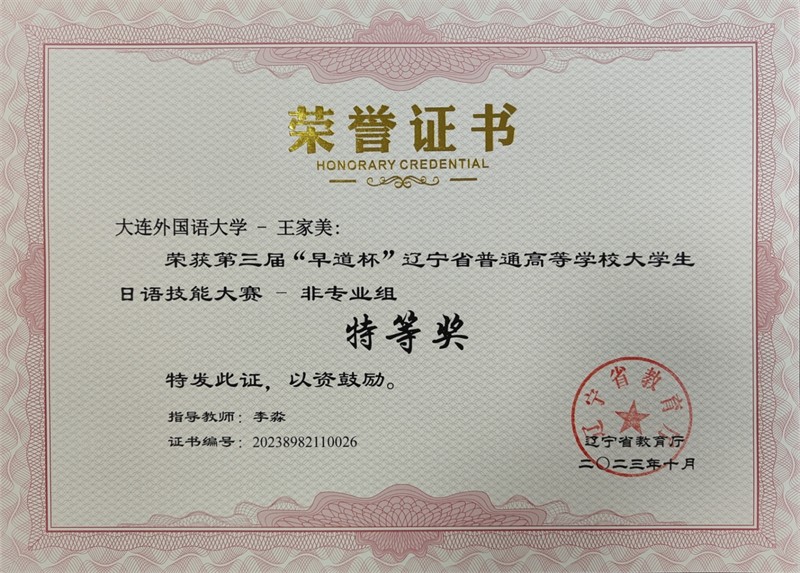 荣誉证书
HONORARY CREDENTIAL
大连外国语大学 - 王家美:
荣获第三届“早道杯”辽宁省普通高等学校大学生
日语技能大赛 - 非专业组
特等奖
特发此证，以资鼓励。
指导教师：李淼
证书编号：20238982110026
辽宁省教育厅
辽宁省教育厅
二〇二三年十月